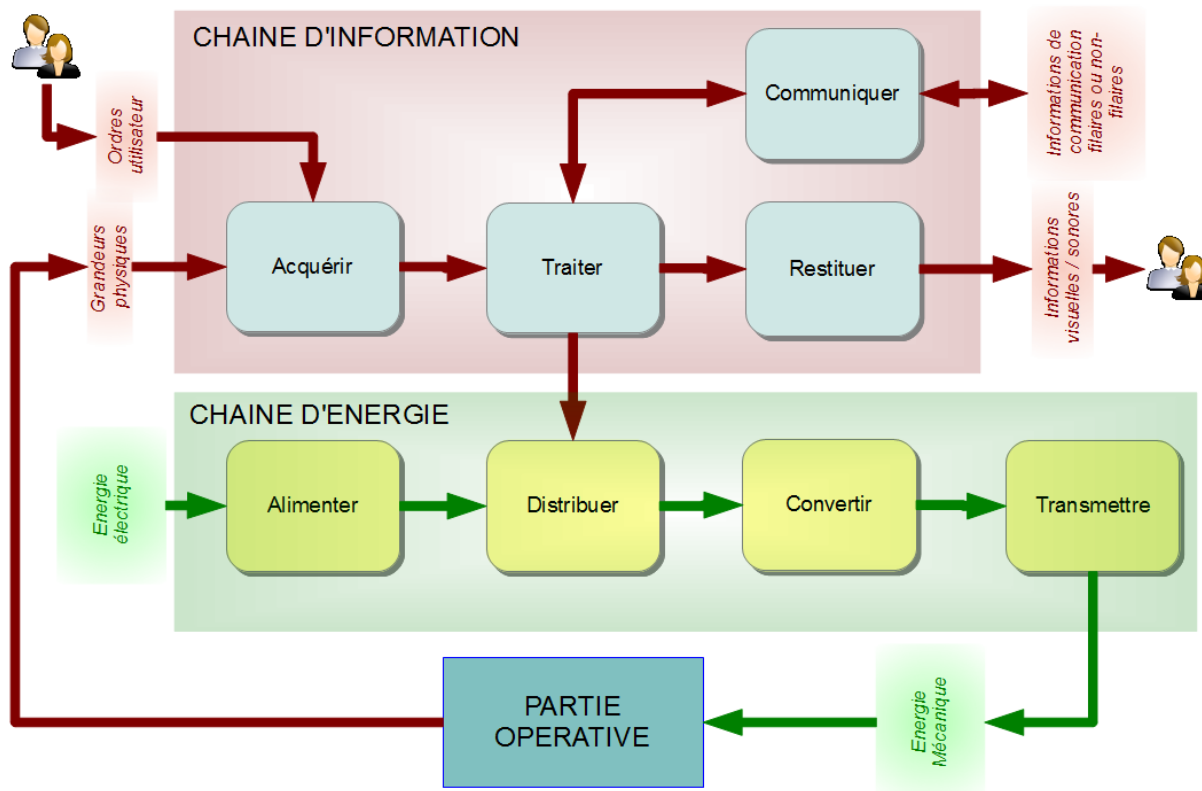 CHAINE D'INFORMATION
Ordres
utilisateur
Communiquer
Informations de
communication
filaires ou non-
filaires
Grandeurs
physiques
Acquérir
Traiter
Restituer
Informations
visuelles / sonores
CHAINE D'ENERGIE
Energie
électrique
Alimenter
Distribuer
Convertir
Transmettre
PARTIE
OPERATIVE
Energie
Mécanique